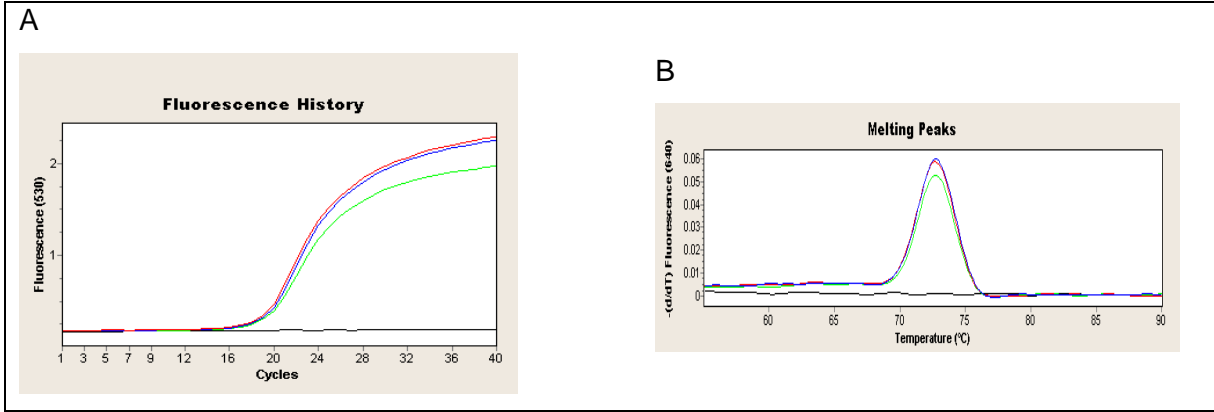 A
Fluorescence History
Fluorescence (530)
2
1
1 3 5 7 9 12 16 20 24 28 32 36 40
Cycles
B
Melting Peaks
-(d/dT) Fluorescence (640)
0.06
0.05
0.04
0.03
0.02
0.01
0
60 65 70 75 80 85 90
Temperature (ºC)